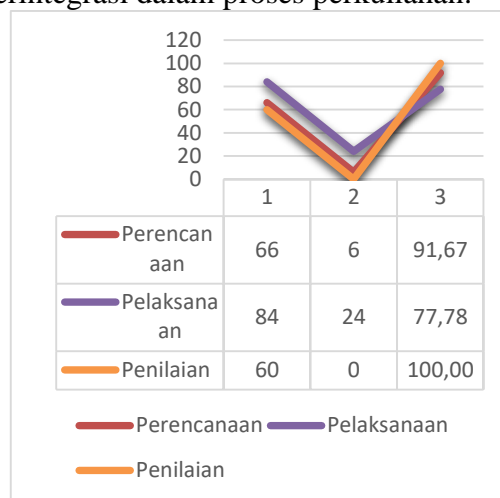 dalam proses perkuliahan.
120
100
80
60
40
20
0
1 2 3
Perencan
aan 66 6 91,67
Pelaksana
an 84 24 77,78
Penilaian 60 0 100,00
Perencanaan Pelaksanaan
Penilaian